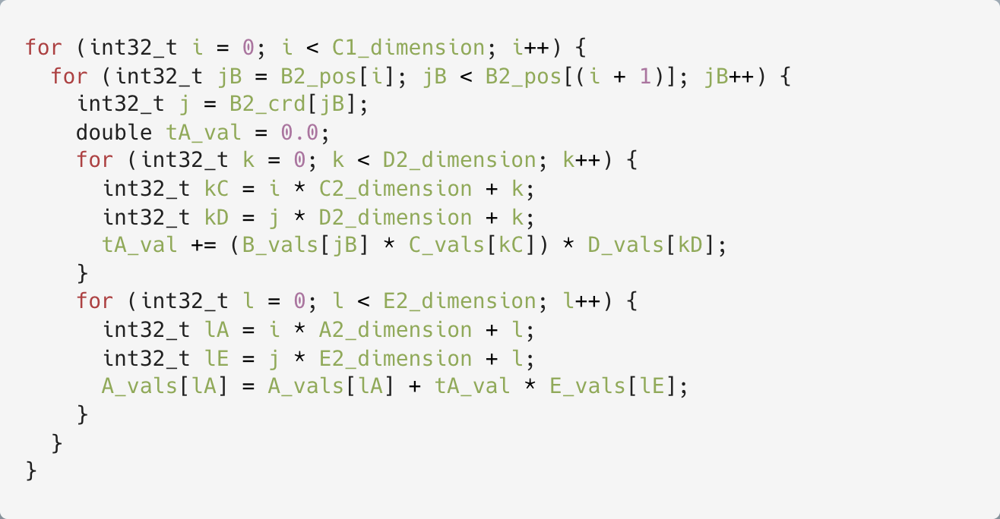 for (int32_t i = 0; i < C1_dimension; i++) {
  for (int32_t jB = B2_pos[i]; jB < B2_pos[(i + 1)]; jB++) {
    int32_t j = B2_crd[jB];
    double tA_val = 0.0;
    for (int32_t k = 0; k < D2_dimension; k++) {
      int32_t kC = i * C2_dimension + k;
      int32_t kD = j * D2_dimension + k;
      tA_val += (B_vals[jB] * C_vals[kC]) * D_vals[kD];
    }
    for (int32_t l = 0; l < E2_dimension; l++) {
      int32_t lA = i * A2_dimension + l;
      int32_t lE = j * E2_dimension + l;
      A_vals[lA] = A_vals[lA] + tA_val * E_vals[lE];
    }
  }
}